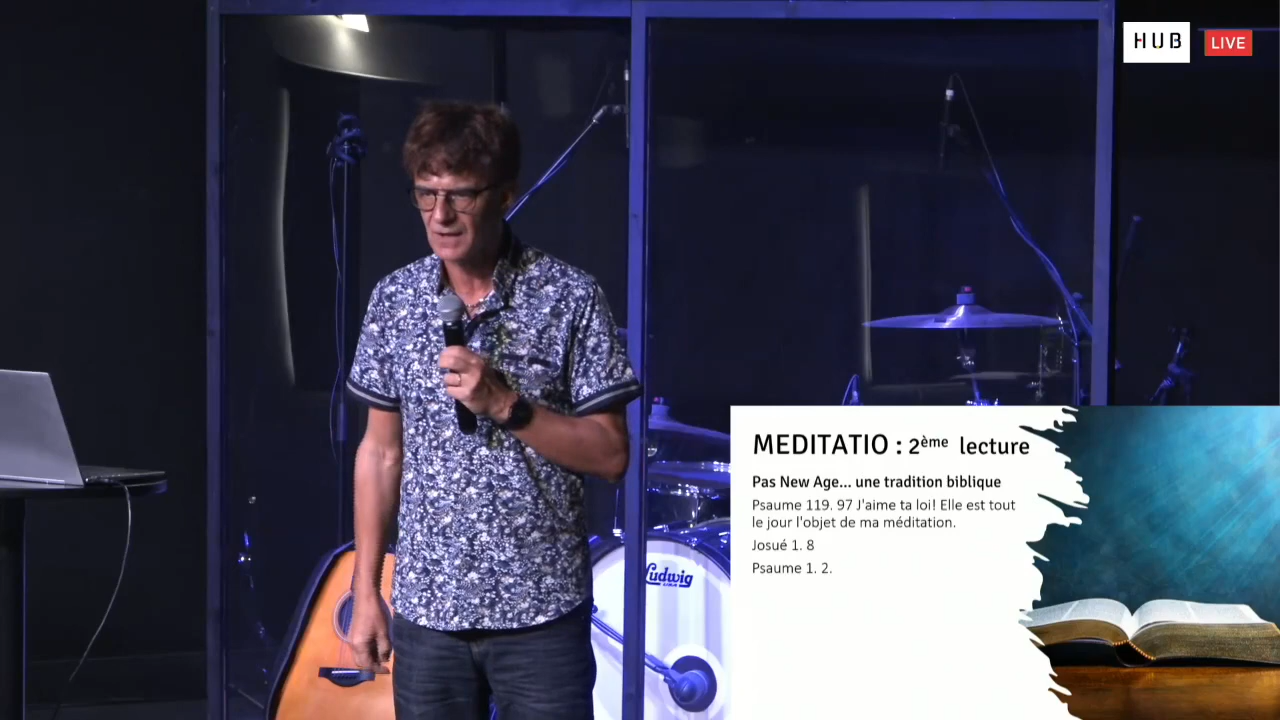 HUB
LIVE
MEDITATIO : 2ème lecture
Pas New Age... une tradition biblique
Psaume 119. 97 J'aime ta loi! Elle est tout
le jour l'objet de ma méditation.
Josué 1. 8
Psaume 1. 2.
Ludwig